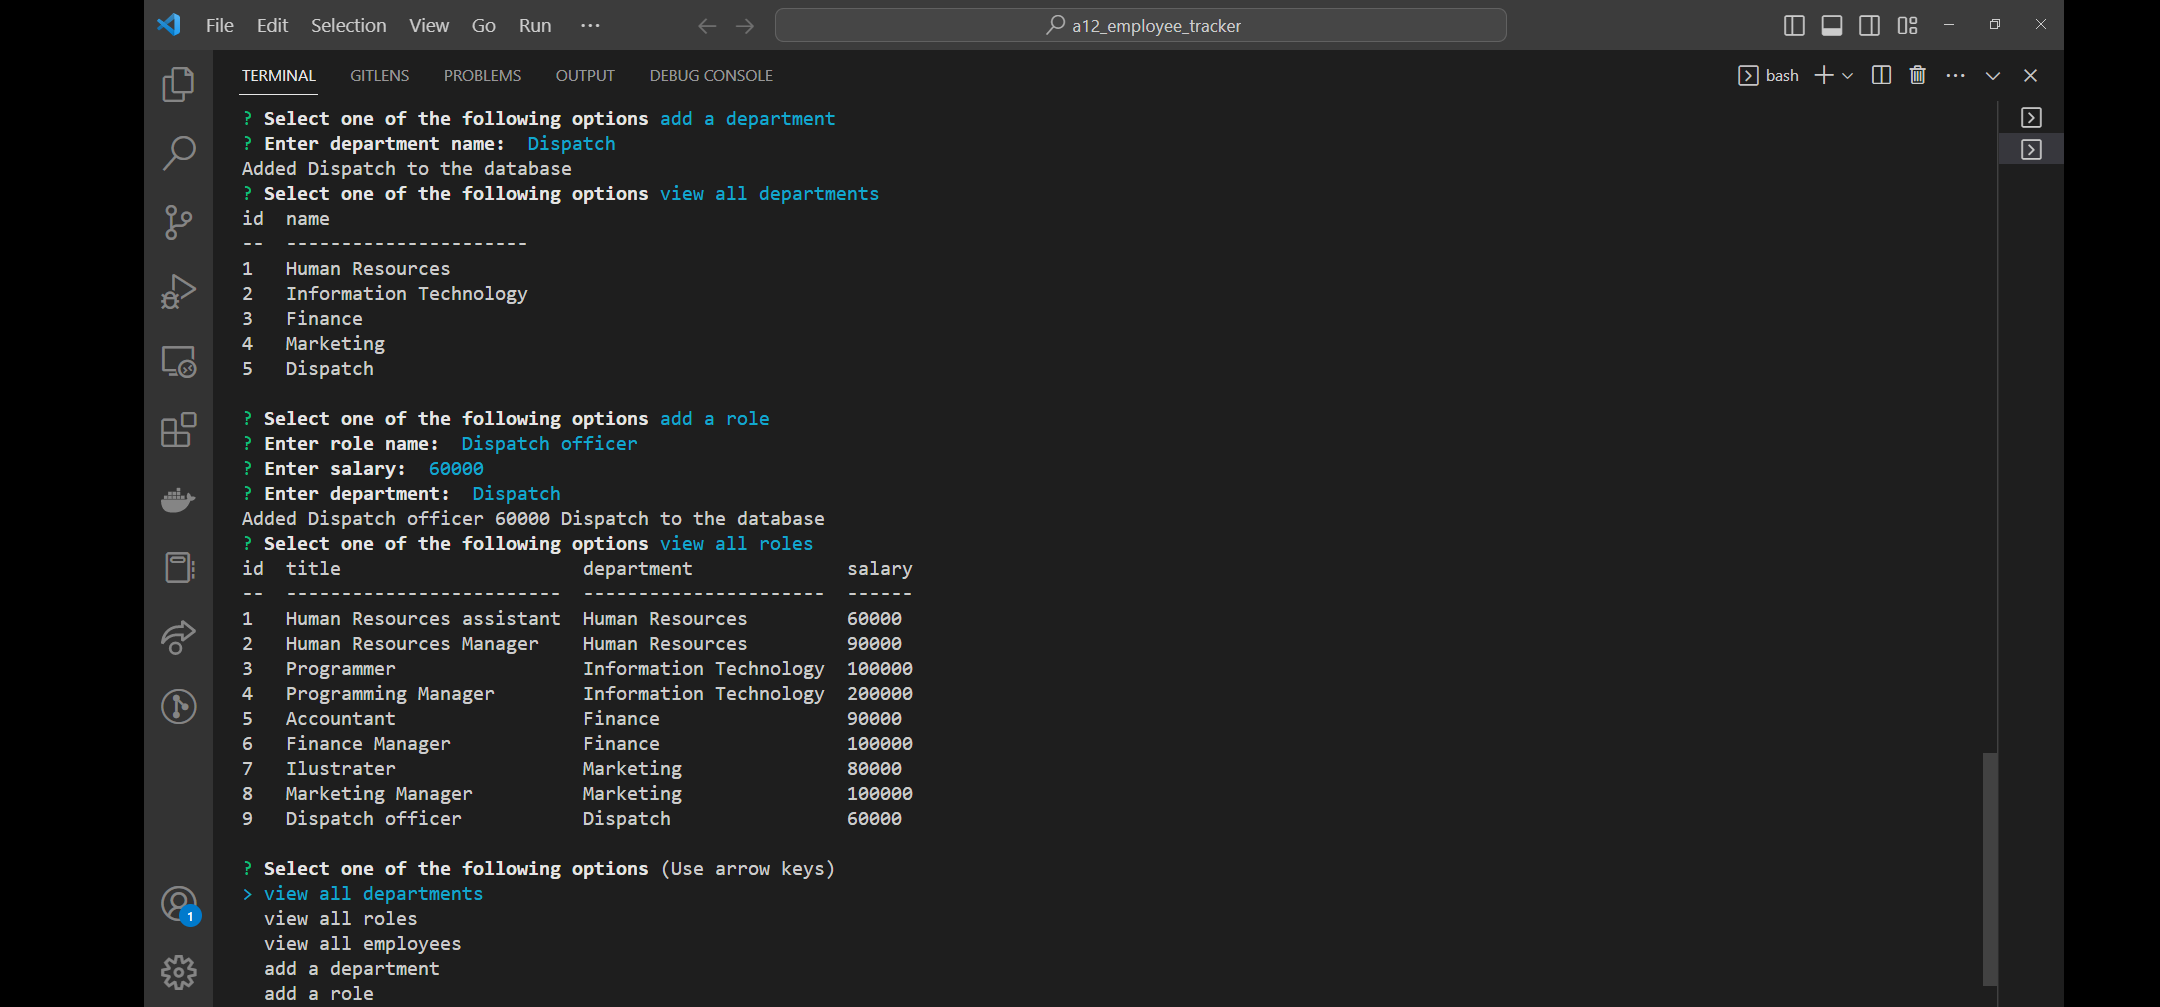 File Edit Selection View Go Run ···
a12_employee_tracker
TERMINAL GITLENS PROBLEMS OUTPUT DEBUG CONSOLE
bash
? Select one of the following options add a department
? Enter department name:  Dispatch
Added Dispatch to the database
? Select one of the following options view all departments
id  name
--  ----------------------
1   Human Resources
2   Information Technology
3   Finance
4   Marketing
5   Dispatch
? Select one of the following options add a role
? Enter role name:  Dispatch officer
? Enter salary:  60000
? Enter department:  Dispatch
Added Dispatch officer 60000 Dispatch to the database
? Select one of the following options view all roles
id  title                      department              salary
--  -------------------------  ----------------------  ------
1   Human Resources assistant  Human Resources         60000
2   Human Resources Manager    Human Resources         90000
3   Programmer                 Information Technology  100000
4   Programming Manager        Information Technology  200000
5   Accountant                 Finance                 90000
6   Finance Manager            Finance                 100000
7   Ilustrater                 Marketing               80000
8   Marketing Manager          Marketing               100000
9   Dispatch officer           Dispatch                60000
? Select one of the following options (Use arrow keys)
> view all departments
  view all roles
  view all employees
  add a department
  add a role
1